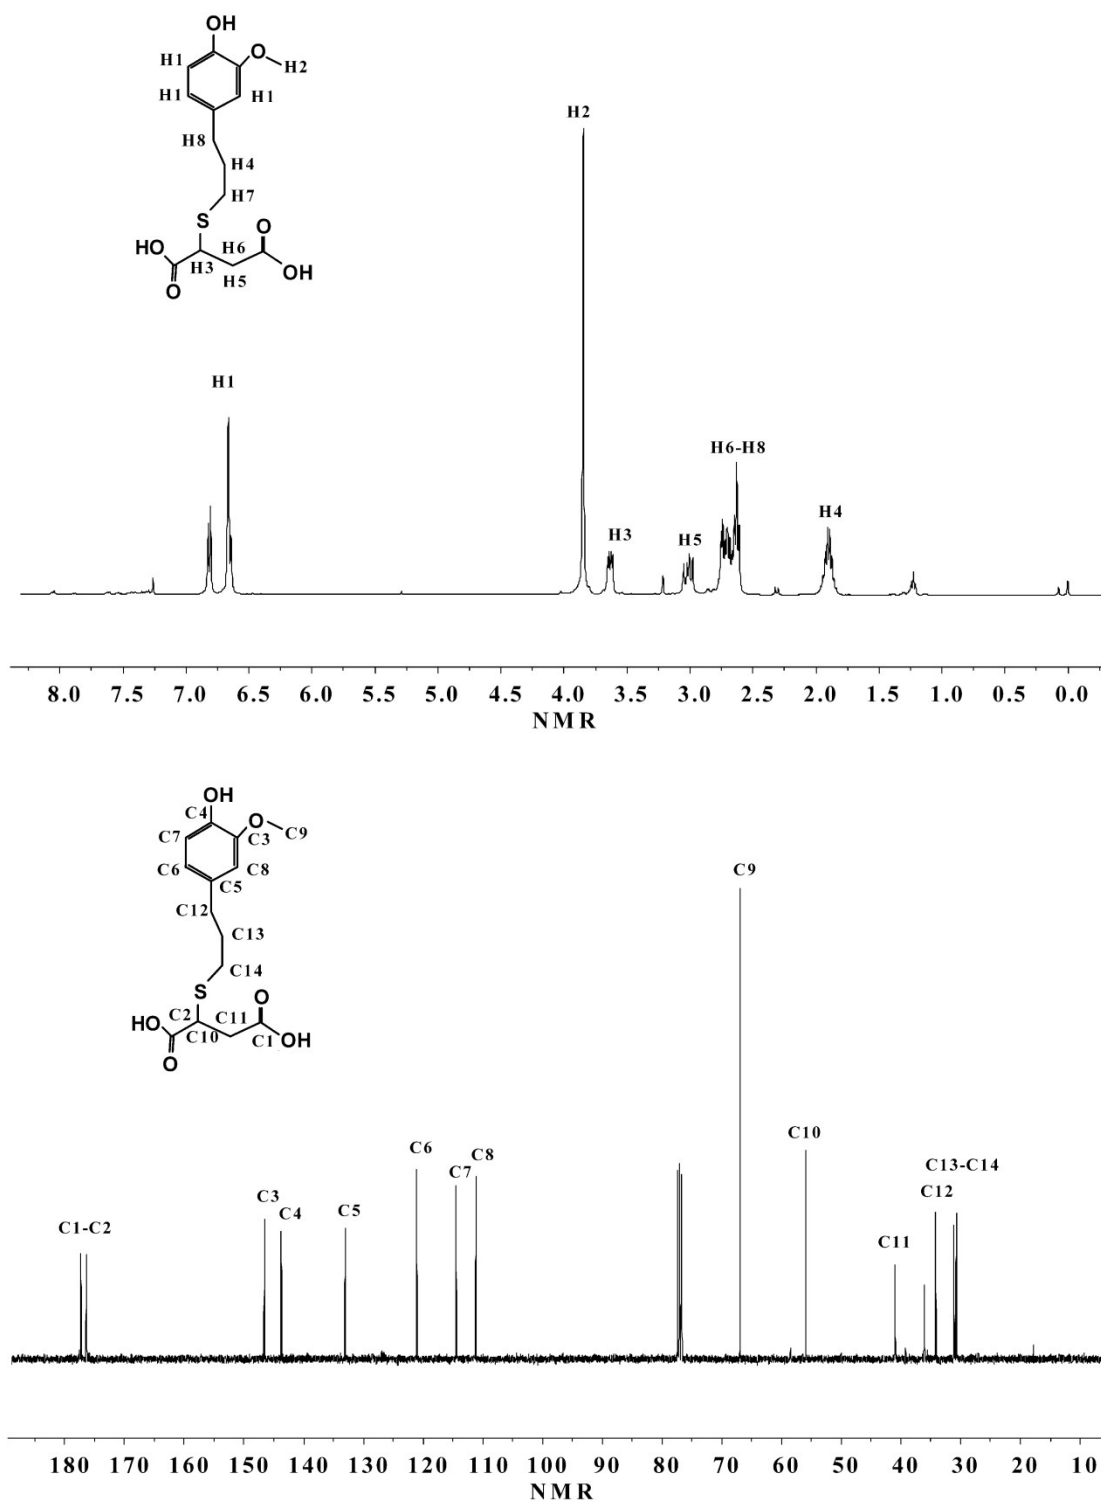 OH
H1
O
H2
H1
H1
H8
H4
H7
S
O
HO
H6
H3
H5
OH
O
H2
H1
H6-H8
H3
H5
H4
8.0 7.5 7.0 6.5 6.0 5.5 5.0 4.5 4.0 3.5 3.0 2.5 2.0 1.5 1.0 0.5 0.0
NMR
OH
C4
O
C9
C7
C3
C6
C8
C5
C12
C13
C14
S
O
C2
C11
HO
C10
C1
OH
O
C9
C10
C6
C8
C7
C13-C14
C12
C3
C4
C5
C1-C2
C11
180 170 160 150 140 130 120 110 100 90 80 70 60 50 40 30 20 10
NMR